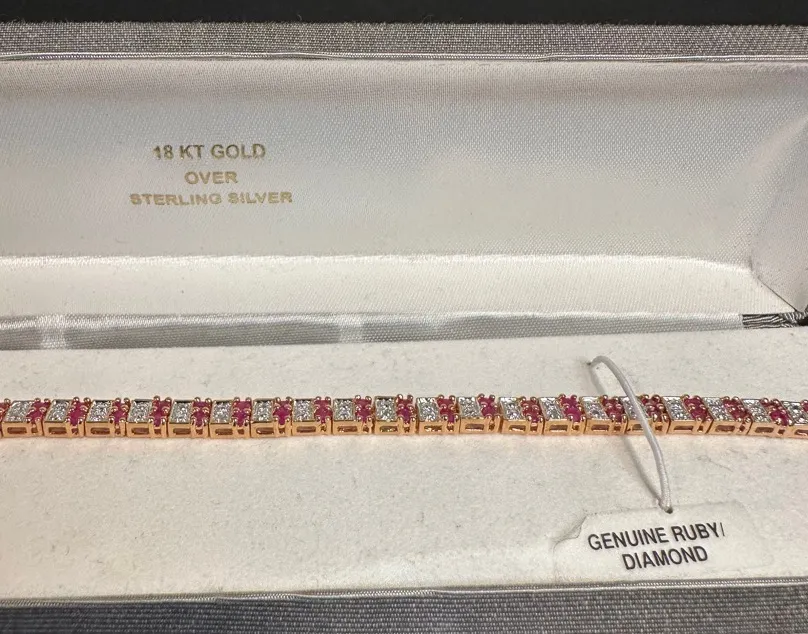 18 KT GOLD
OVER
STERLING SILVER
GENUINE RUBY/
DIAMOND